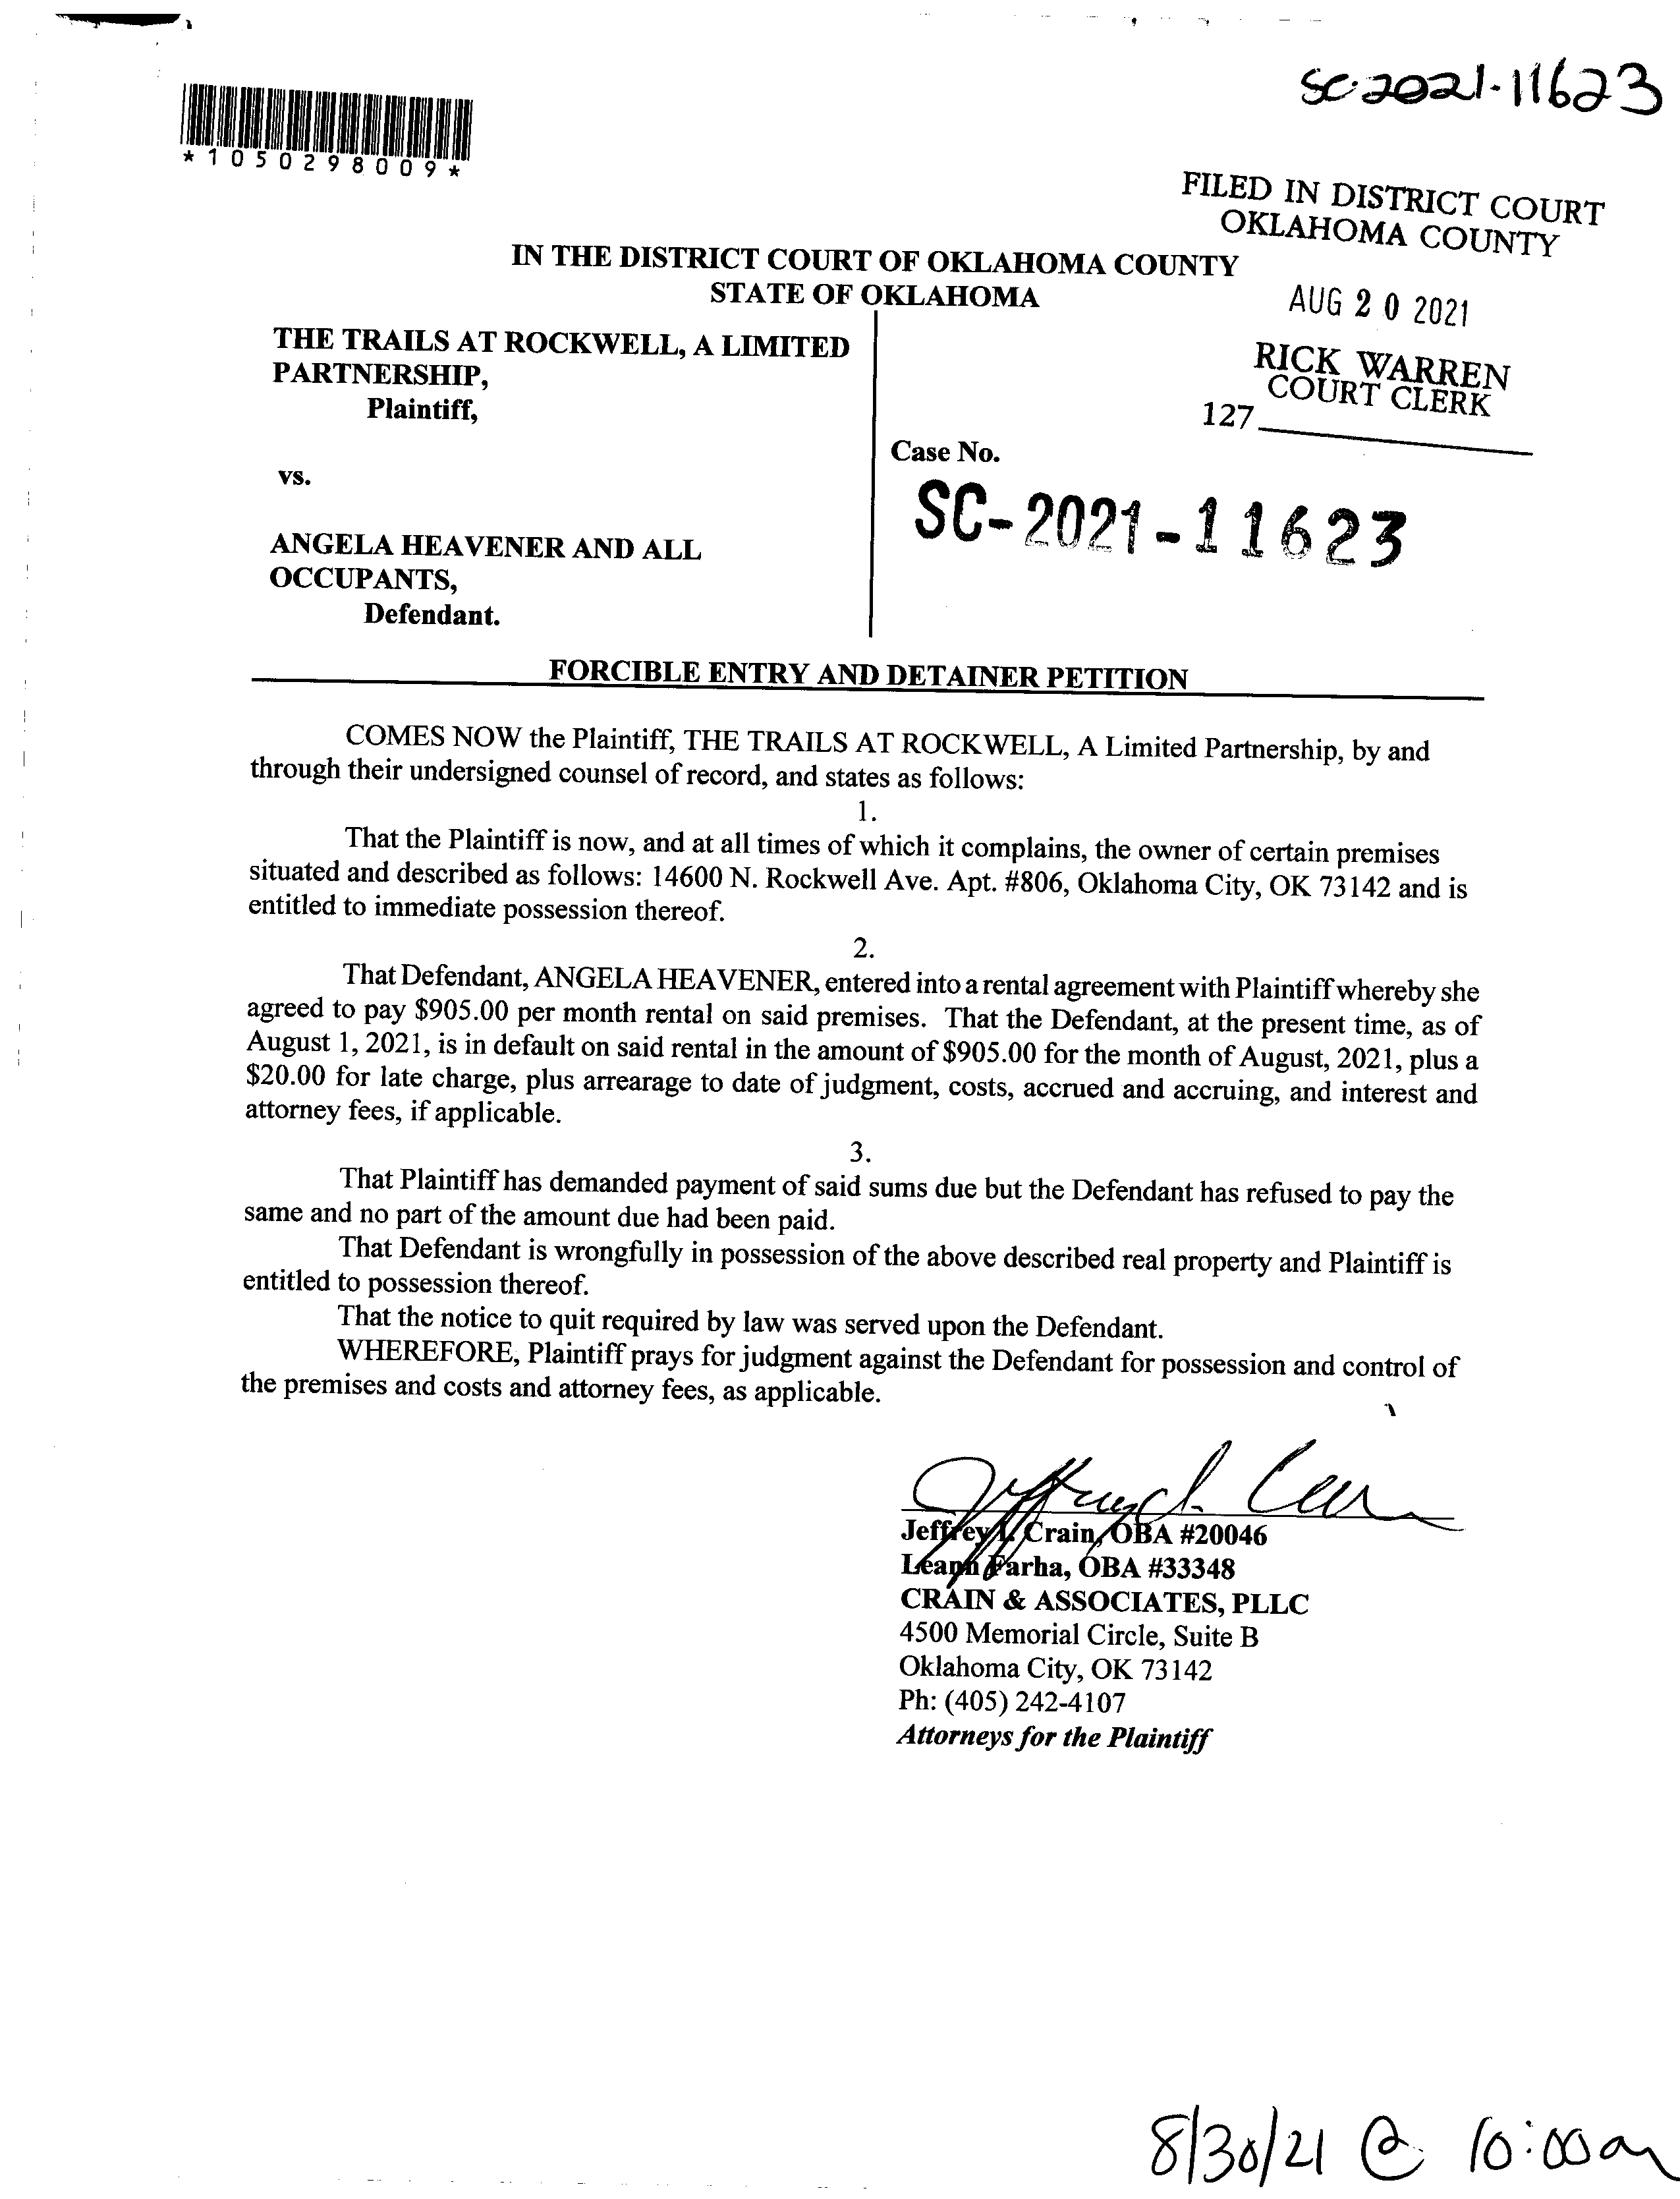 SC-2021-11623
*1050298009*
FILED IN DISTRICT COURT
OKLAHOMA COUNTY
IN THE DISTRICT COURT OF OKLAHOMA COUNTY
STATE OF OKLAHOMA
AUG 20 2021
RICK WARREN
COURT CLERK
127
THE TRAILS AT ROCKWELL, A LIMITED
PARTNERSHIP,
Plaintiff,
vs.
ANGELA HEAVENER AND ALL
OCCUPANTS,
Defendant.
Case No.
SC-2021-11623
FORCIBLE ENTRY AND DETAINER PETITION
COMES NOW the Plaintiff, THE TRAILS AT ROCKWELL, A Limited Partnership, by and
through their undersigned counsel of record, and states as follows:
1.
That the Plaintiff is now, and at all times of which it complains, the owner of certain premises
situated and described as follows: 14600 N. Rockwell Ave. Apt. #806, Oklahoma City, OK 73142 and is
entitled to immediate possession thereof.
2.
That Defendant, ANGELA HEAVENER, entered into a rental agreement with Plaintiff whereby she
agreed to pay $905.00 per month rental on said premises. That the Defendant, at the present time, as of
August 1, 2021, is in default on said rental in the amount of $905.00 for the month of August, 2021, plus a
$20.00 for late charge, plus arrearage to date of judgment, costs, accrued and accruing, and interest and
attorney fees, if applicable.
3.
That Plaintiff has demanded payment of said sums due but the Defendant has refused to pay the
same and no part of the amount due had been paid.
That Defendant is wrongfully in possession of the above described real property and Plaintiff is
entitled to possession thereof.
That the notice to quit required by law was served upon the Defendant.
WHEREFORE, Plaintiff prays for judgment against the Defendant for possession and control of
the premises and costs and attorney fees, as applicable.
Jeffrey I. Crain, OBA #20046
Leann Farha, OBA #33348
CRAIN & ASSOCIATES, PLLC
4500 Memorial Circle, Suite B
Oklahoma City, OK 73142
Ph: (405) 242-4107
Attorneys for the Plaintiff
8/30/21 @ 10:00am